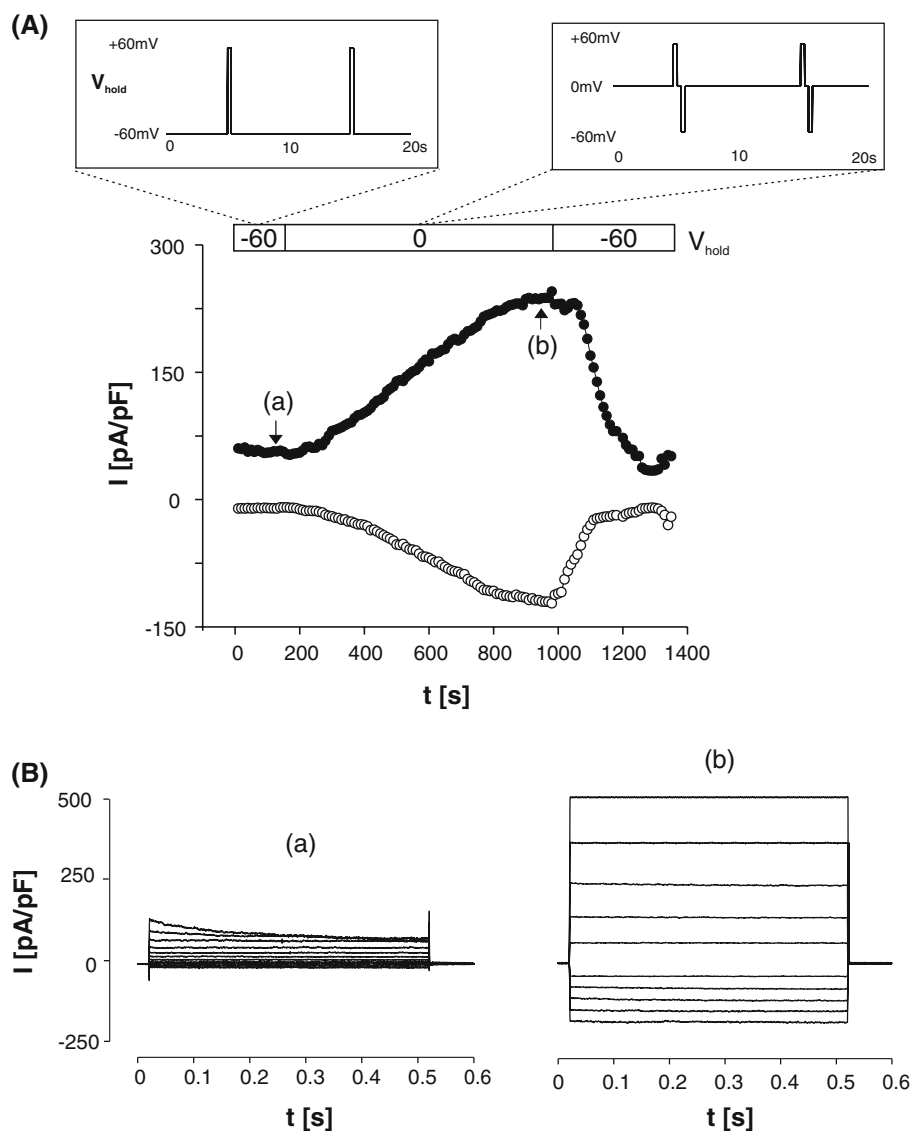 (A)
+60mV
V_hold
-60mV
0 10 20s
+60mV
0mV
-60mV
0 10 20s
-60 0 -60 V_hold
300
150
0
-150
I [pA/pF]
(a)
(b)
0 200 400 600 800 1000 1200 1400
t [s]
(B)
500
250
0
-250
I [pA/pF]
(a)
0 0.1 0.2 0.3 0.4 0.5 0.6
t [s]
(b)
0 0.1 0.2 0.3 0.4 0.5 0.6
t [s]